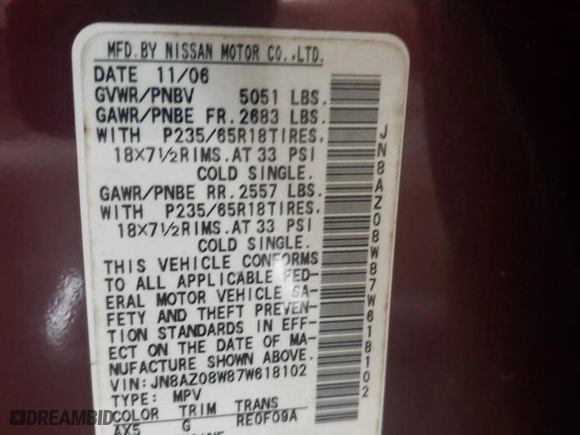 MFD.BY NISSAN MOTOR CO.,LTD.
DATE 11/06
GVWR/PNBV 5051 LBS.
GAWR/PNBE FR.2683 LBS.
WITH P235/65R18TIRES,
18X7½RIMS.AT 33 PSI
COLD SINGLE.
GAWR/PNBE RR.2557 LBS.
WITH P235/65R18TIRES,
18X7½RIMS.AT 33 PSI
COLD SINGLE.
THIS VEHICLE CONFORMS
TO ALL APPLICABLE FED-
ERAL MOTOR VEHICLE SA-
FETY AND THEFT PREVEN-
TION STANDARDS IN EFF-
ECT ON THE DATE OF MA-
NUFACTURE SHOWN ABOVE.
VIN:JN8AZ08W87W618102
TYPE: MPV
COLOR TRIM TRANS
AX5 G RE0F09A
JN8AZ08W87W618102
DREAMBID